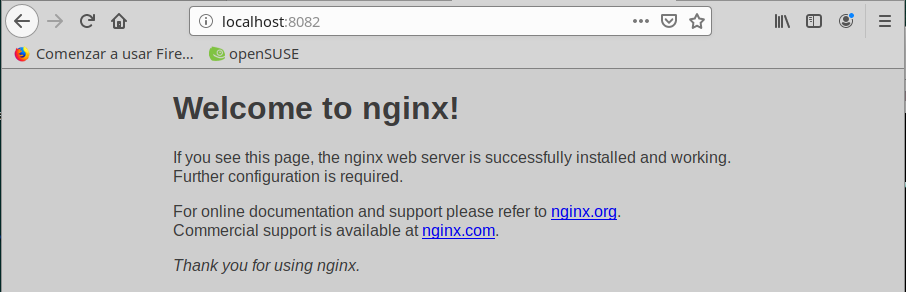 localhost:8082
Comenzar a usar Fire...
openSUSE
Welcome to nginx!
If you see this page, the nginx web server is successfully installed and working.
Further configuration is required.
For online documentation and support please refer to nginx.org.
Commercial support is available at nginx.com.
Thank you for using nginx.